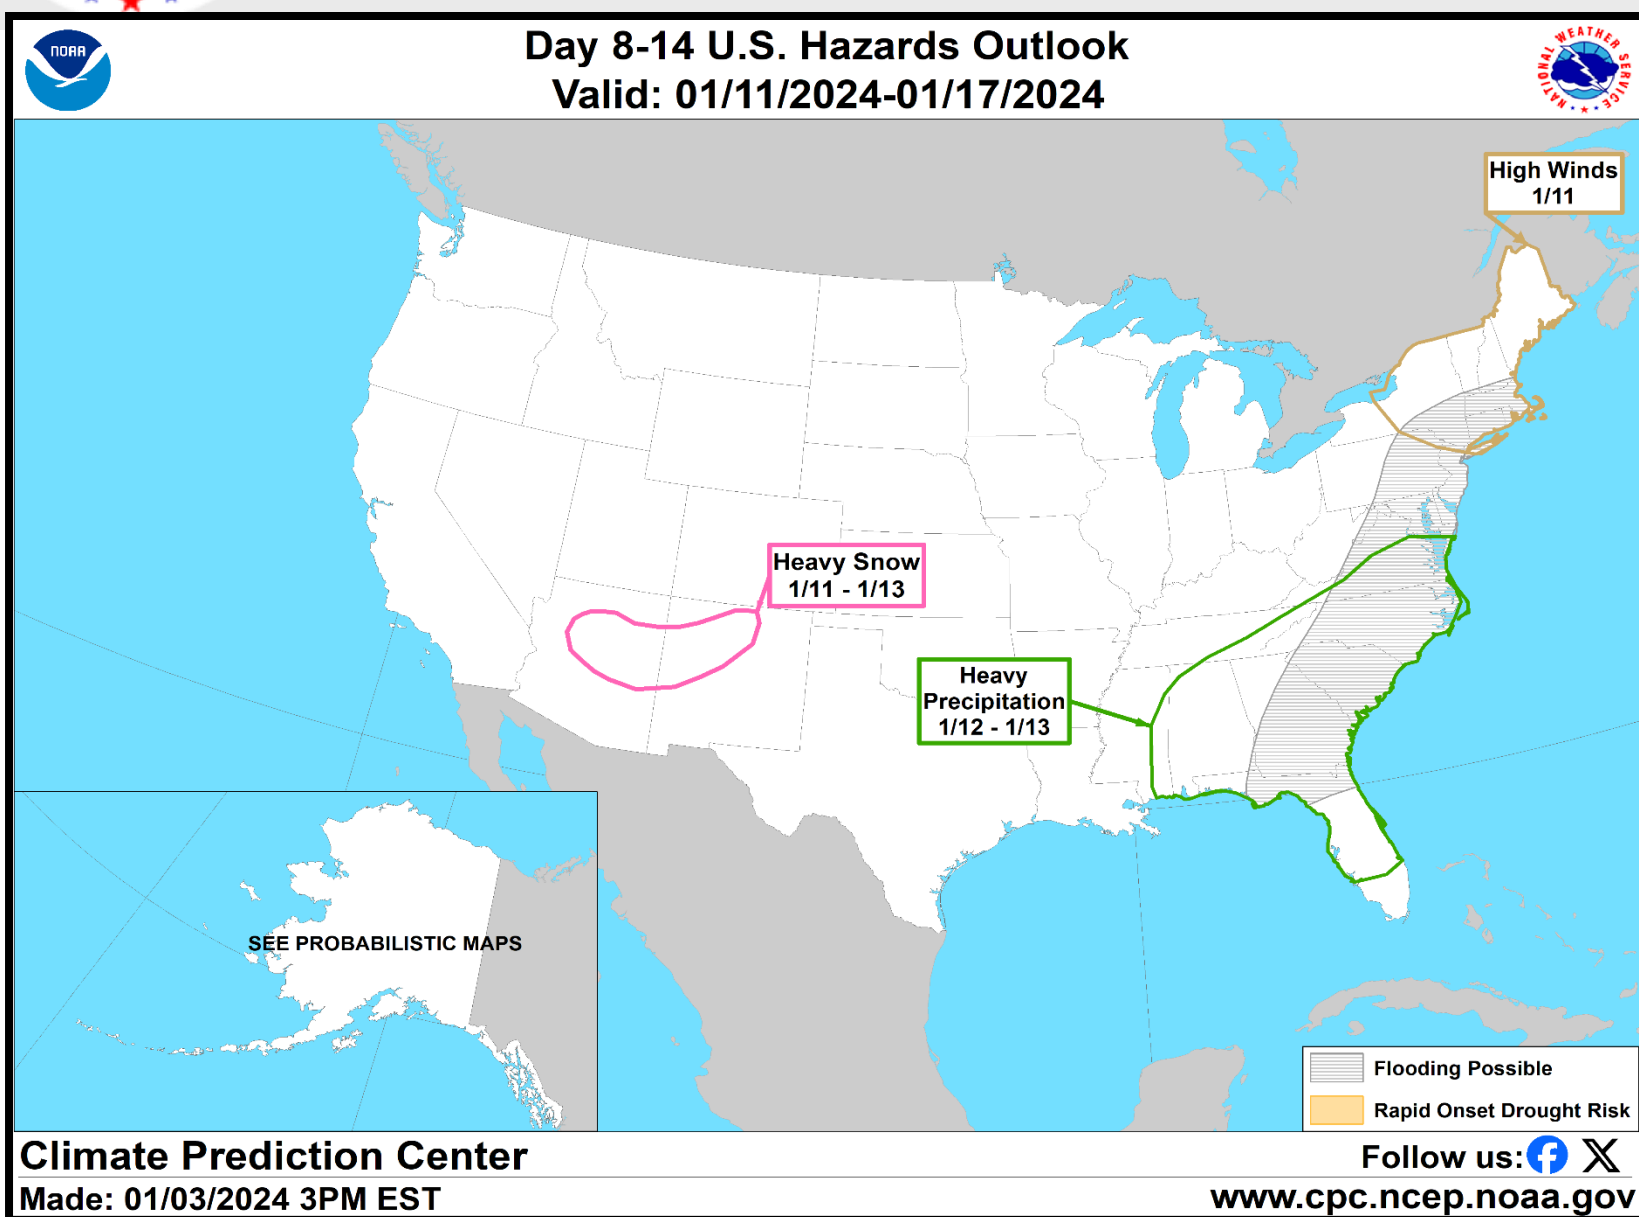 NOAA
Day 8-14 U.S. Hazards Outlook
Valid: 01/11/2024-01/17/2024
NATIONAL WEATHER SERVICE
High Winds
1/11
Heavy Snow
1/11 - 1/13
Heavy
Precipitation
1/12 - 1/13
SEE PROBABILISTIC MAPS
Flooding Possible
Rapid Onset Drought Risk
Climate Prediction Center
Follow us:
Made: 01/03/2024 3PM EST
www.cpc.ncep.noaa.gov